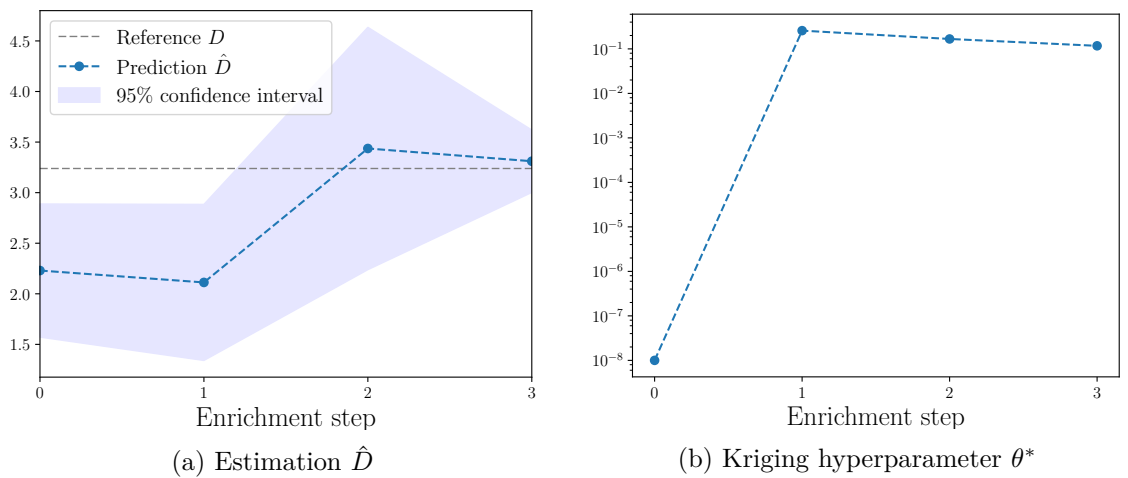 4.5
4.0
3.5
3.0
2.5
2.0
1.5
Reference D
Prediction D̂
95% confidence interval
0 1 2 3
Enrichment step
(a) Estimation D̂
10⁻¹
10⁻²
10⁻³
10⁻⁴
10⁻⁵
10⁻⁶
10⁻⁷
10⁻⁸
0 1 2 3
Enrichment step
(b) Kriging hyperparameter θ*